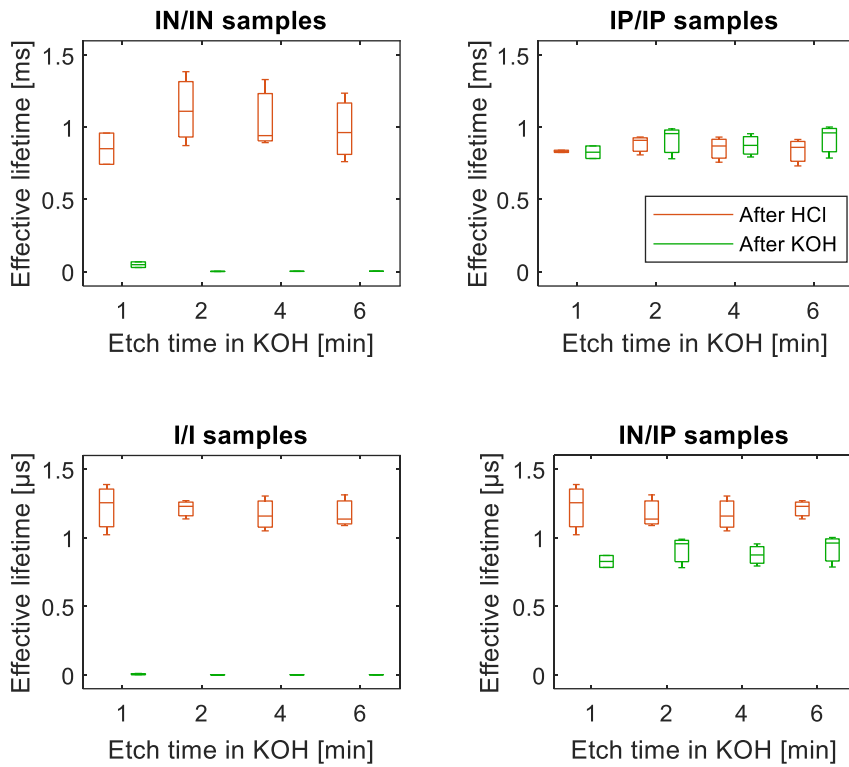 IN/IN samples
Effective lifetime [ms]
1.5
1
0.5
0
1 2 4 6
Etch time in KOH [min]
IP/IP samples
Effective lifetime [ms]
1.5
1
0.5
0
After HCl
After KOH
1 2 4 6
Etch time in KOH [min]
I/I samples
Effective lifetime [µs]
1.5
1
0.5
0
1 2 4 6
Etch time in KOH [min]
IN/IP samples
Effective lifetime [µs]
1.5
1
0.5
0
1 2 4 6
Etch time in KOH [min]